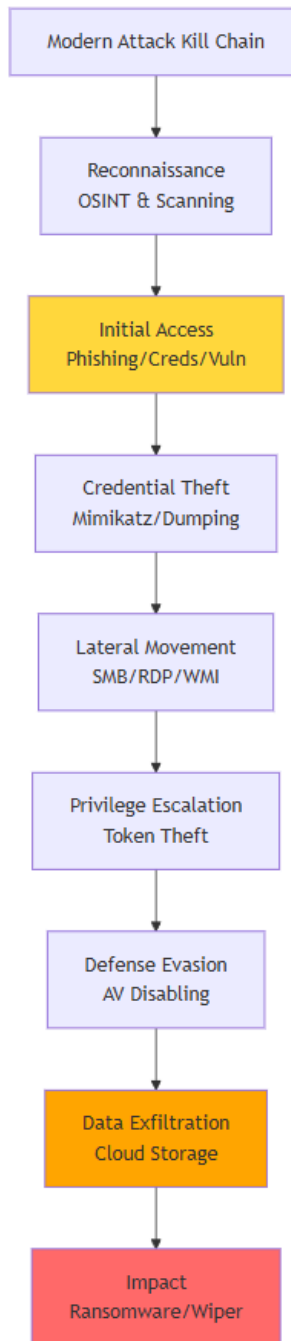 Modern Attack Kill Chain
Reconnaissance
OSINT & Scanning
Initial Access
Phishing/Creds/Vuln
Credential Theft
Mimikatz/Dumping
Lateral Movement
SMB/RDP/WMI
Privilege Escalation
Token Theft
Defense Evasion
AV Disabling
Data Exfiltration
Cloud Storage
Impact
Ransomware/Wiper